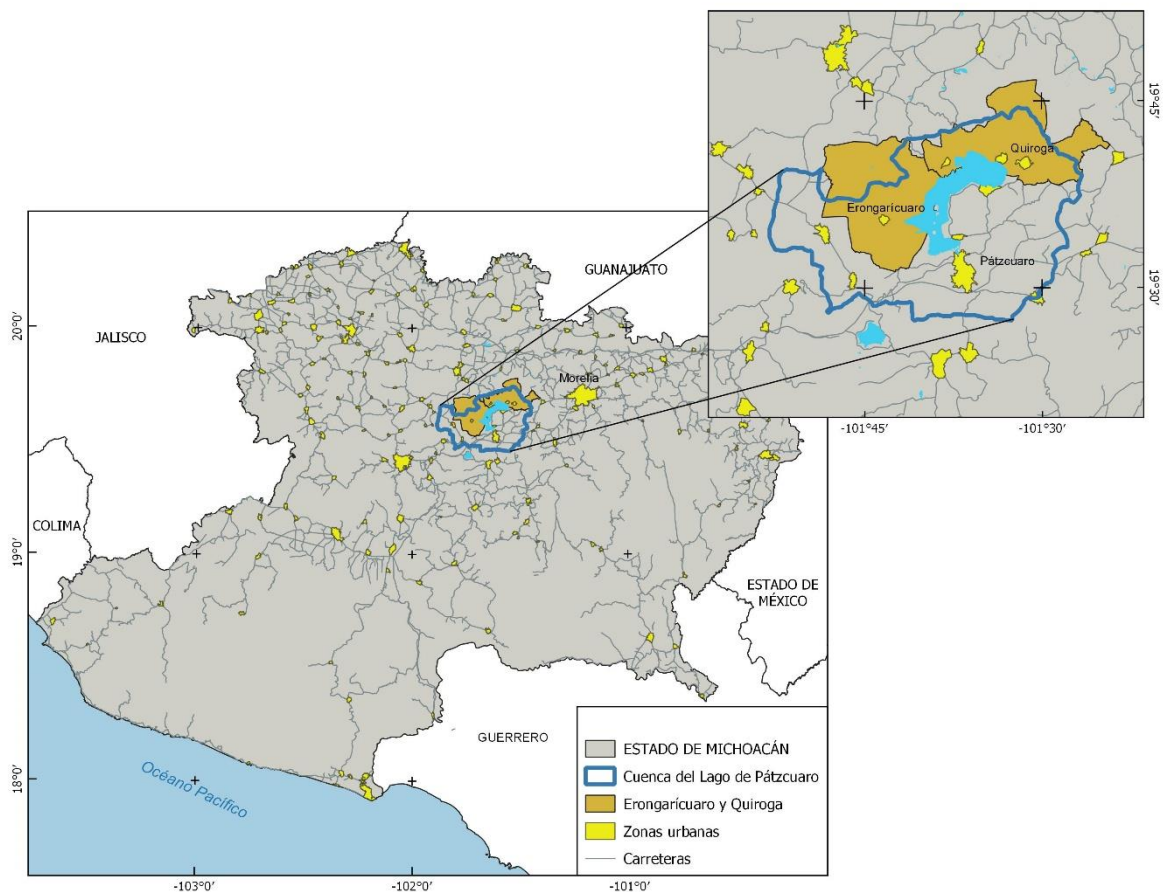 19°45'
Quiroga
Erongarícuaro
Pátzcuaro
19°30'
-101°45'
-101°30'
GUANAJUATO
20°0'
JALISCO
Morelia
COLIMA
19°0'
ESTADO DE
MÉXICO
GUERRERO
18°0'
Océano Pacífico
ESTADO DE MICHOACÁN
Cuenca del Lago de Pátzcuaro
Erongarícuaro y Quiroga
Zonas urbanas
Carreteras
-103°0'
-102°0'
-101°0'